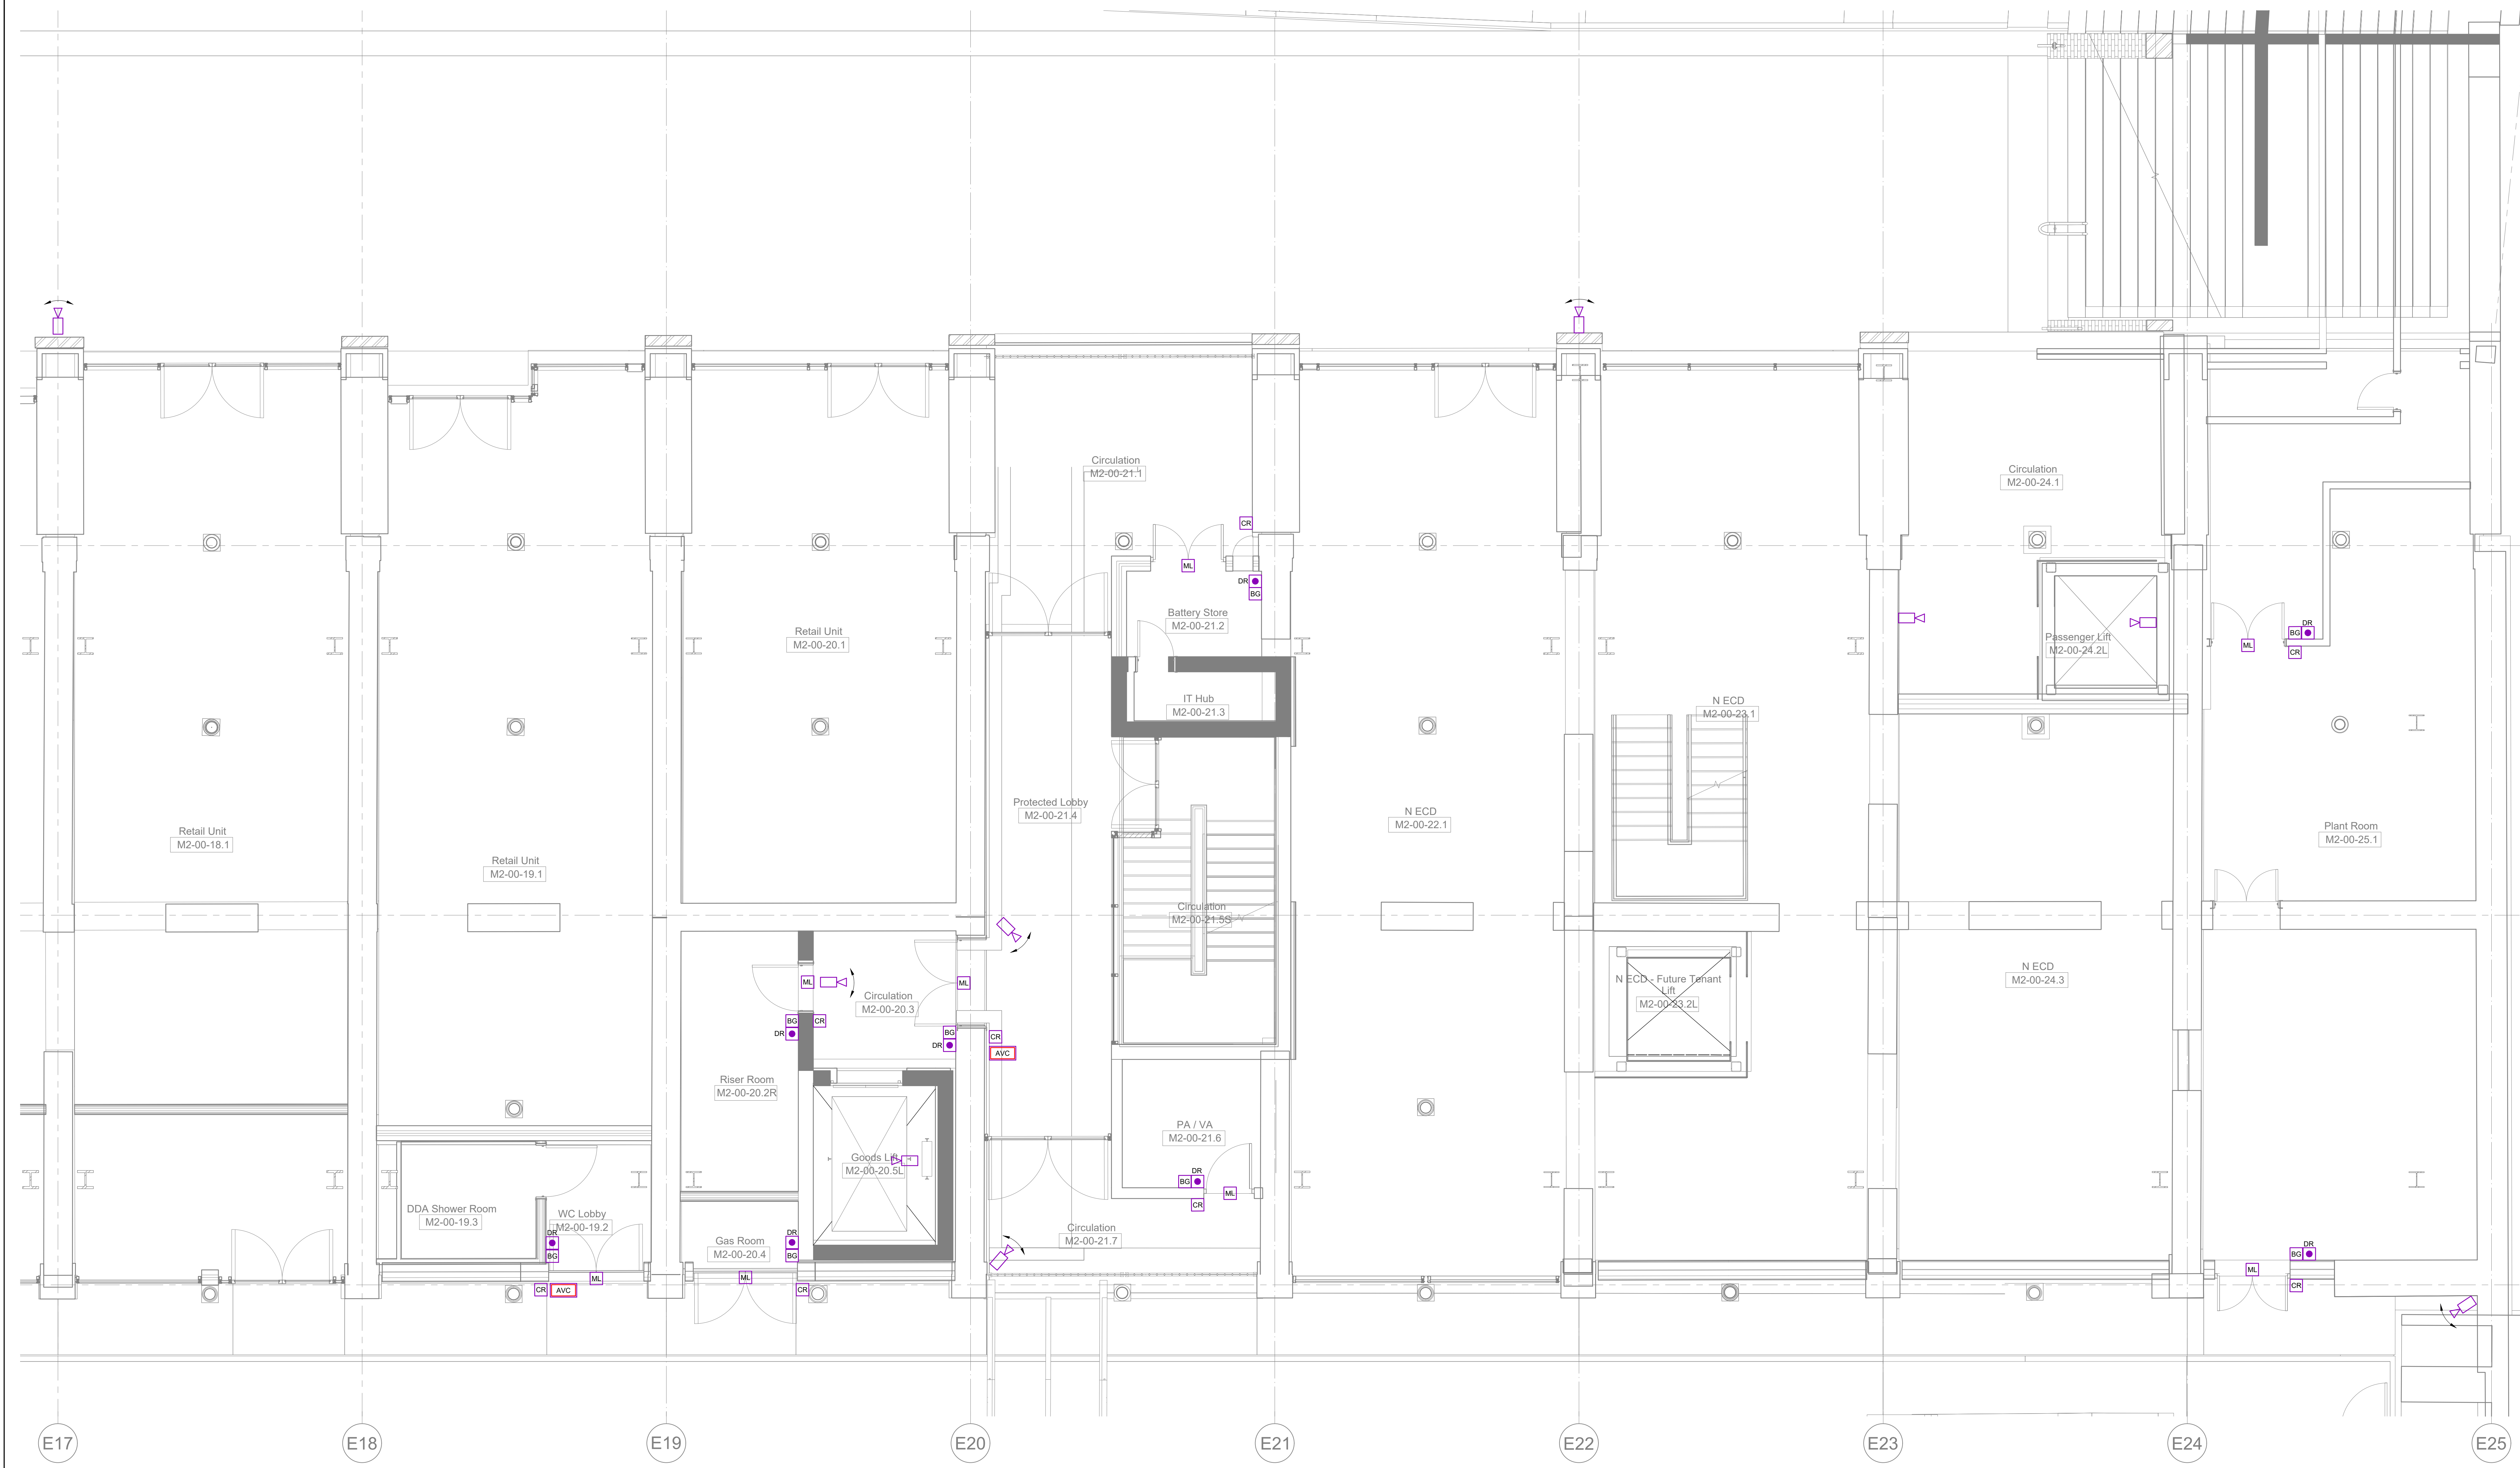 Circulation
M2-00-21.1
Circulation
M2-00-24.1
CR
ML
DR
BG
Battery Store
M2-00-21.2
Retail Unit
M2-00-20.1
Passenger Lift
M2-00-24.2L
DR
BG
ML
CR
IT Hub
M2-00-21.3
N ECD
M2-00-23.1
Protected Lobby
M2-00-21.4
N ECD
M2-00-22.1
Retail Unit
M2-00-18.1
Plant Room
M2-00-25.1
Retail Unit
M2-00-19.1
Circulation
M2-00-21.5S
N ECD
M2-00-24.3
N ECD - Future Tenant
Lift
M2-00-23.2L
ML
ML
Circulation
M2-00-20.3
BG
CR
DR
BG
DR
CR
AVC
Riser Room
M2-00-20.2R
PA / VA
M2-00-21.6
Goods Lift
M2-00-20.5L
DR
BG
ML
CR
DDA Shower Room
M2-00-19.3
WC Lobby
M2-00-19.2
DR
BG
ML
CR
AVC
Gas Room
M2-00-20.4
DR
BG
ML
CR
Circulation
M2-00-21.7
DR
BG
ML
CR
E17
E18
E19
E20
E21
E22
E23
E24
E25